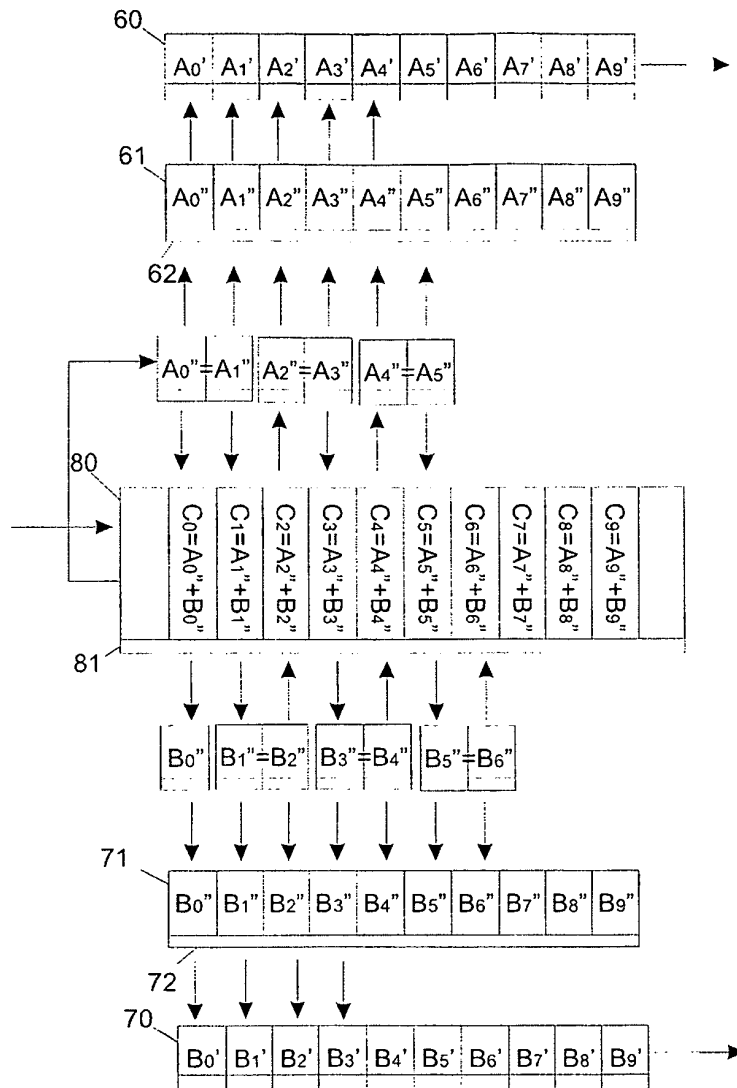 60
A0' A1' A2' A3' A4' A5' A6' A7' A8' A9'
61
A0" A1" A2" A3" A4" A5" A6" A7" A8" A9"
62
A0"=A1" A2"=A3" A4"=A5"
80
C0=A0"+B0"
C1=A1"+B1"
C2=A2"+B2"
C3=A3"+B3"
C4=A4"+B4"
C5=A5"+B5"
C6=A6"+B6"
C7=A7"+B7"
C8=A8"+B8"
C9=A9"+B9"
81
B0" B1"=B2" B3"=B4" B5"=B6"
71
B0" B1" B2" B3" B4" B5" B6" B7" B8" B9"
72
70
B0' B1' B2' B3' B4' B5' B6' B7' B8' B9'